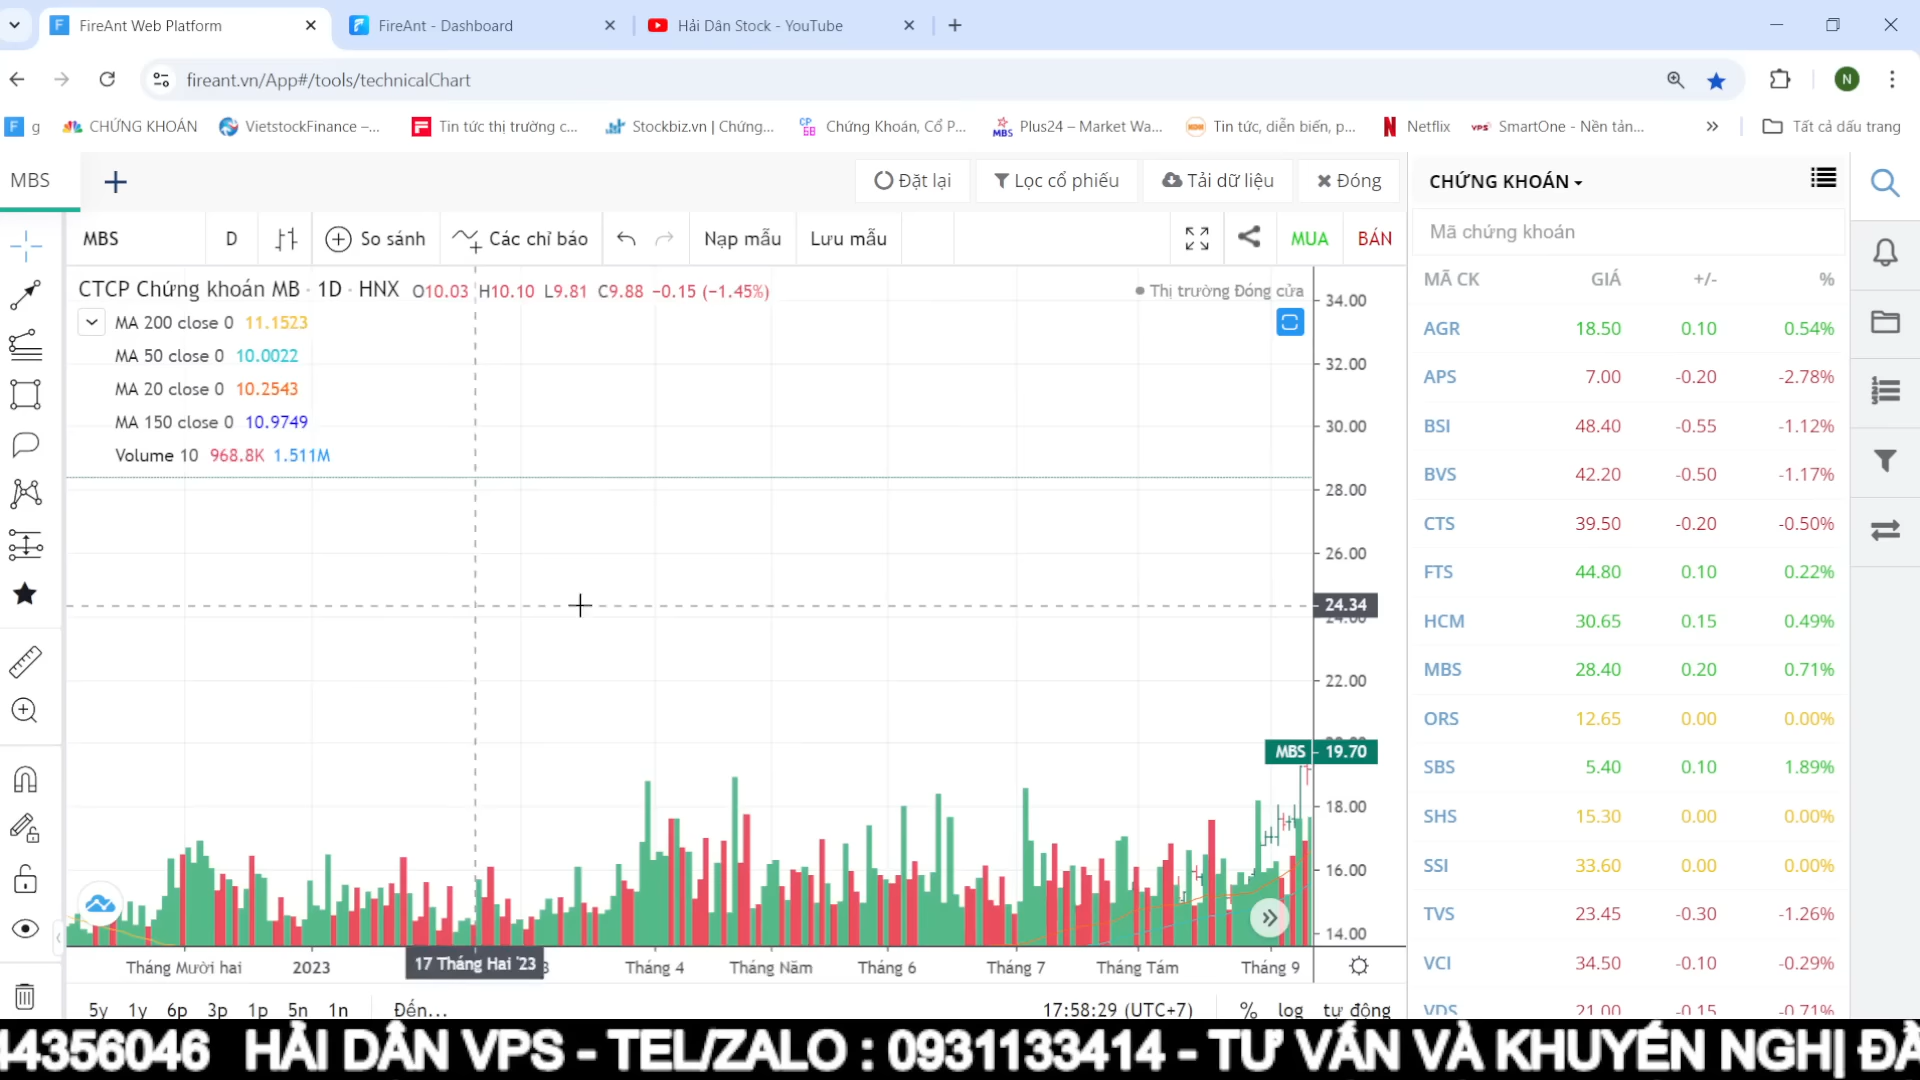 FireAnt Web Platform
FireAnt - Dashboard
Hải Dân Stock - YouTube
fireant.vn/App#/tools/technicalChart
N
g
CHỨNG KHOÁN
VietstockFinance –...
Tin tức thị trường c...
Stockbiz.vn | Chứng...
Chứng Khoán, Cổ P...
Plus24 – Market Wa...
Tin tức, diễn biến, p...
Netflix
SmartOne - Nền tản...
Tất cả dấu trang
MBS
Đặt lại
Lọc cổ phiếu
Tải dữ liệu
Đóng
CHỨNG KHOÁN
MBS
D
So sánh
Các chỉ báo
Nạp mẫu
Lưu mẫu
MUA
BÁN
Mã chứng khoán
CTCP Chứng khoán MB · 1D · HNX O10.03 H10.10 L9.81 C9.88 −0.15 (−1.45%)
Thị trường Đóng cửa
MA 200 close 0 11.1523
MA 50 close 0 10.0022
MA 20 close 0 10.2543
MA 150 close 0 10.9749
Volume 10 968.8K 1.511M
34.00
32.00
30.00
28.00
26.00
24.34
24.00
22.00
MBS 19.70
18.00
16.00
14.00
Tháng Mười hai
2023
17 Tháng Hai '23
Tháng 4
Tháng Năm
Tháng 6
Tháng 7
Tháng Tám
Tháng 9
5y 1y 6p 3p 1p 5n 1n Đến...
17:58:29 (UTC+7) % log tự động
MÃ CK GIÁ +/- %
AGR 18.50 0.10 0.54%
APS 7.00 -0.20 -2.78%
BSI 48.40 -0.55 -1.12%
BVS 42.20 -0.50 -1.17%
CTS 39.50 -0.20 -0.50%
FTS 44.80 0.10 0.22%
HCM 30.65 0.15 0.49%
MBS 28.40 0.20 0.71%
ORS 12.65 0.00 0.00%
SBS 5.40 0.10 1.89%
SHS 15.30 0.00 0.00%
SSI 33.60 0.00 0.00%
TVS 23.45 -0.30 -1.26%
VCI 34.50 -0.10 -0.29%
VDS 21.00 -0.15 -0.71%
44356046 HẢI DÂN VPS - TEL/ZALO : 0931133414 - TƯ VẤN VÀ KHUYẾN NGHỊ ĐẦ